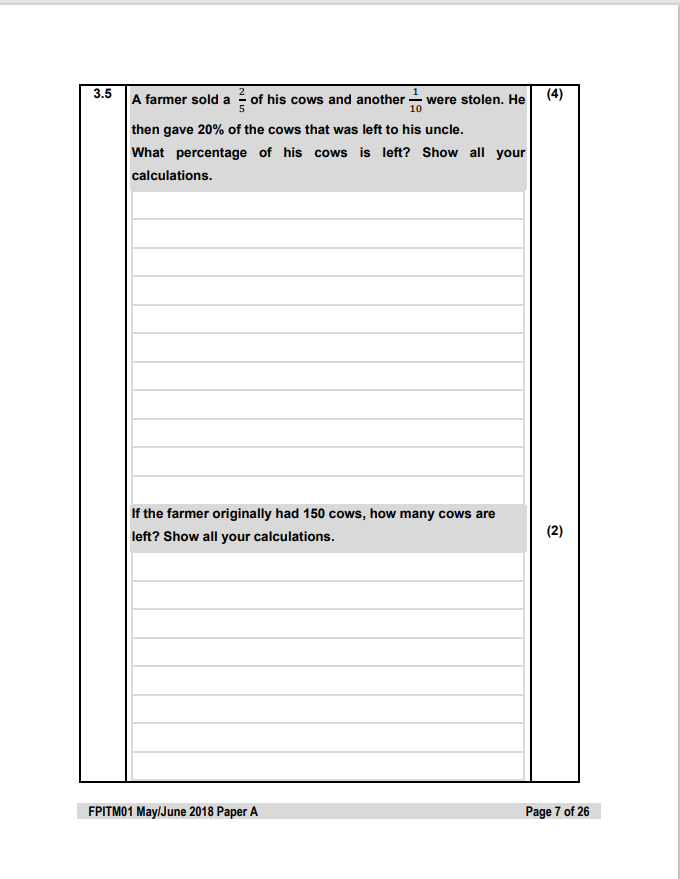 3.5
A farmer sold a 2/5 of his cows and another 1/10 were stolen. He
(4)
then gave 20% of the cows that was left to his uncle.
What percentage of his cows is left? Show all your
calculations.
If the farmer originally had 150 cows, how many cows are
left? Show all your calculations.
(2)
FPITM01 May/June 2018 Paper A
Page 7 of 26